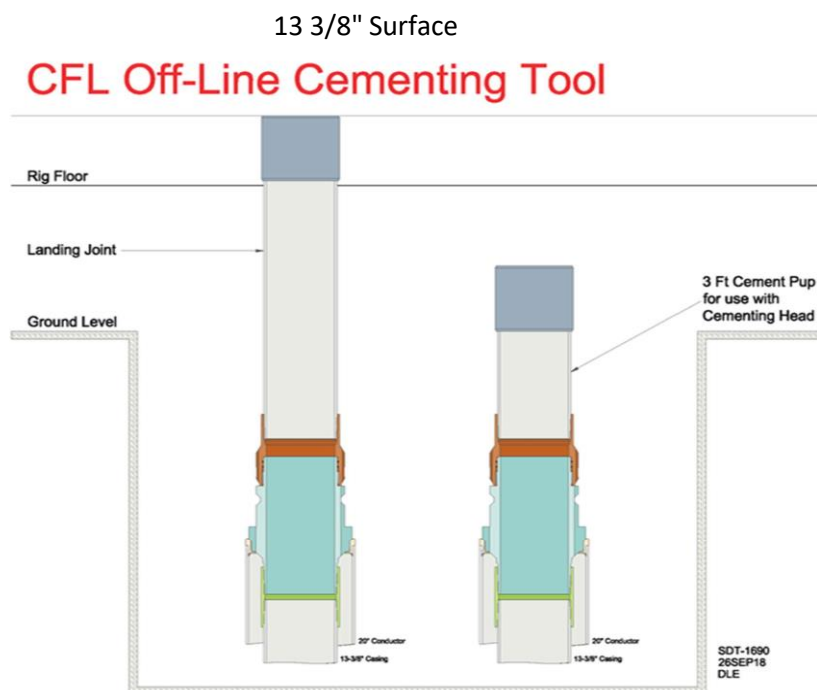 13 3/8" Surface
CFL Off-Line Cementing Tool
Rig Floor
Landing Joint
3 Ft Cement Pup
for use with
Cementing Head
Ground Level
20" Conductor
13-3/8" Casing
20" Conductor
13-3/8" Casing
SDT-1690
26SEP18
DLE